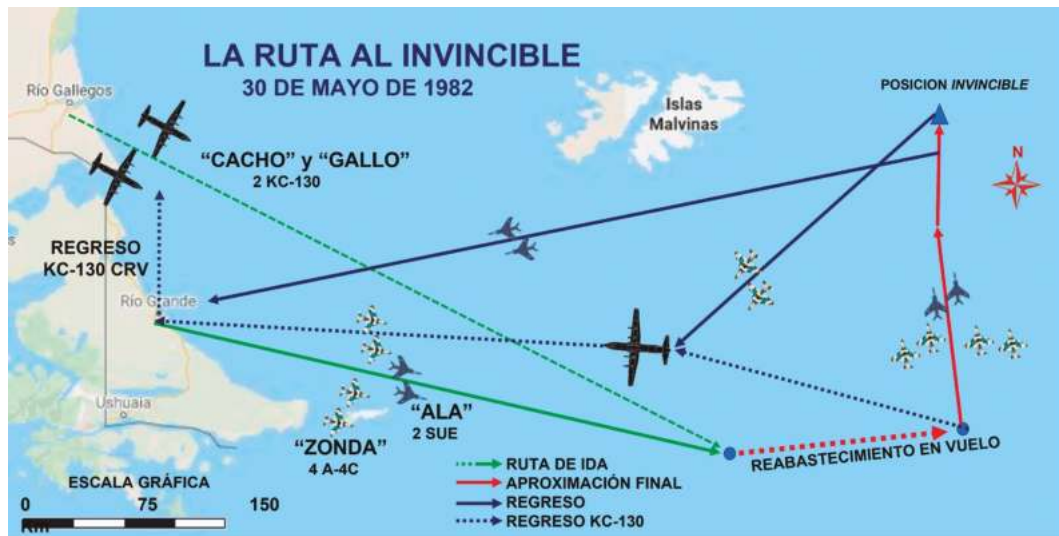 LA RUTA AL INVINCIBLE
30 DE MAYO DE 1982
Río Gallegos
"CACHO" y "GALLO"
2 KC-130
Islas
Malvinas
POSICION INVINCIBLE
N
REGRESO
KC-130 CRV
Río Grande
Ushuaia
"ALA"
2 SUE
"ZONDA"
4 A-4C
REABASTECIMIENTO EN VUELO
RUTA DE IDA
APROXIMACIÓN FINAL
REGRESO
REGRESO KC-130
ESCALA GRÁFICA
0 75 150
Km